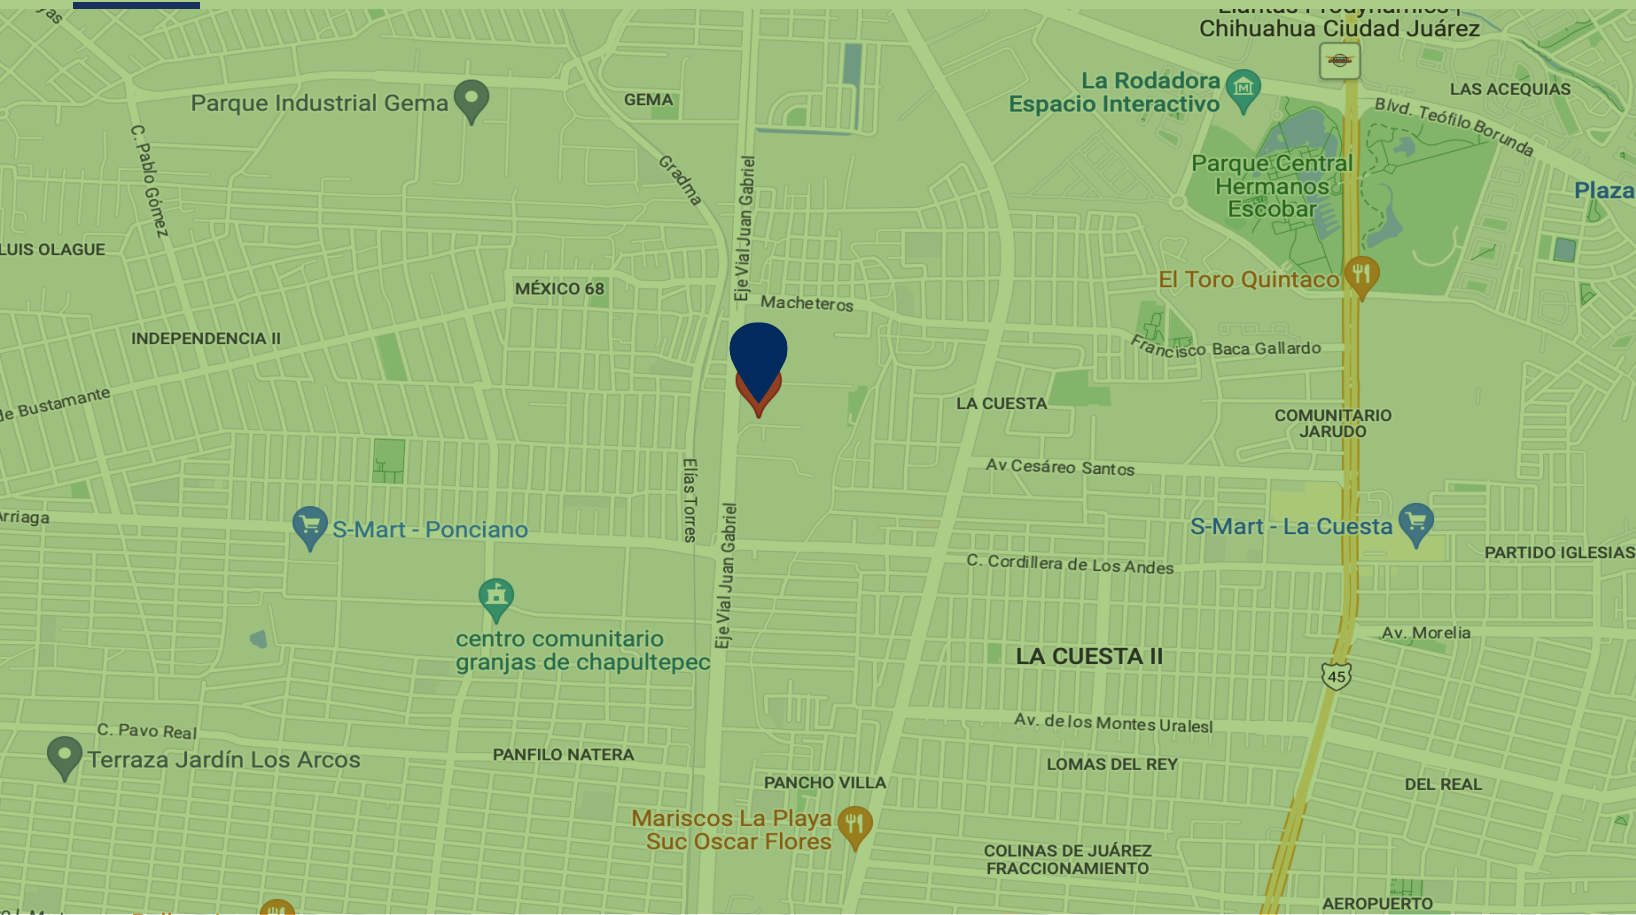 Llantas Prodynamics |
Chihuahua Ciudad Juárez
La Rodadora
Espacio Interactivo
LAS ACEQUIAS
Blvd. Teófilo Borunda
Parque Industrial Gema
GEMA
C. Pablo Gómez
Gradma
Eje Vial Juan Gabriel
Parque Central
Hermanos
Escobar
Plaza
LUIS OLAGUE
MÉXICO 68
Macheteros
El Toro Quintaco
INDEPENDENCIA II
Francisco Baca Gallardo
de Bustamante
LA CUESTA
COMUNITARIO
JARUDO
Av Cesáreo Santos
Elías Torres
Arriaga
S-Mart - Ponciano
Eje Vial Juan Gabriel
S-Mart - La Cuesta
PARTIDO IGLESIAS
C. Cordillera de Los Andes
centro comunitario
granjas de chapultepec
Av. Morelia
LA CUESTA II
45
C. Pavo Real
Av. de los Montes Uralesl
Terraza Jardín Los Arcos
PANFILO NATERA
LOMAS DEL REY
PANCHO VILLA
DEL REAL
Mariscos La Playa
Suc Oscar Flores
COLINAS DE JUÁREZ
FRACCIONAMIENTO
AEROPUERTO